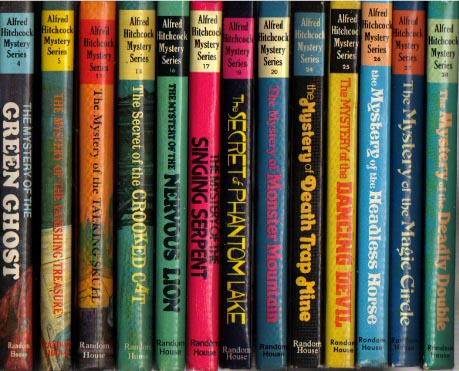 Alfred
Hitchcock
Mystery
Series
4
THE MYSTERY OF THE
GREEN GHOST
Random
House
Alfred
Hitchcock
Mystery
Series
5
THE MYSTERY OF THE VANISHING TREASURE
Alfred
Hitchcock
Mystery
Series
The Mystery of the TALKING SKULL
Random
House
Alfred
Hitchcock
Mystery
Series
13
The Secret of the CROOKED CAT
Random
House
Alfred
Hitchcock
Mystery
Series
16
THE MYSTERY OF THE
NERVOUS LION
Random
House
Alfred
Hitchcock
Mystery
Series
17
THE MYSTERY OF THE
SINGING SERPENT
Random
House
Alfred
Hitchcock
Mystery
Series
19
The SECRET of PHANTOM LAKE
Random
House
Alfred
Hitchcock
Mystery
Series
20
The Mystery of Monster Mountain
Random
House
Alfred
Hitchcock
Mystery
Series
24
the Mystery of Death Trap Mine
Random
House
Alfred
Hitchcock
Mystery
Series
25
The MYSTERY of the DANCING DEVIL
Random
House
Alfred
Hitchcock
Mystery
Series
26
the Mystery of the Headless Horse
Random
House
Alfred
Hitchcock
Mystery
Series
The Mystery of the Magic Circle
Random
House
Alfred
Hitchcock
Mystery
Series
28
The Mystery of the Deadly Double
Random
House